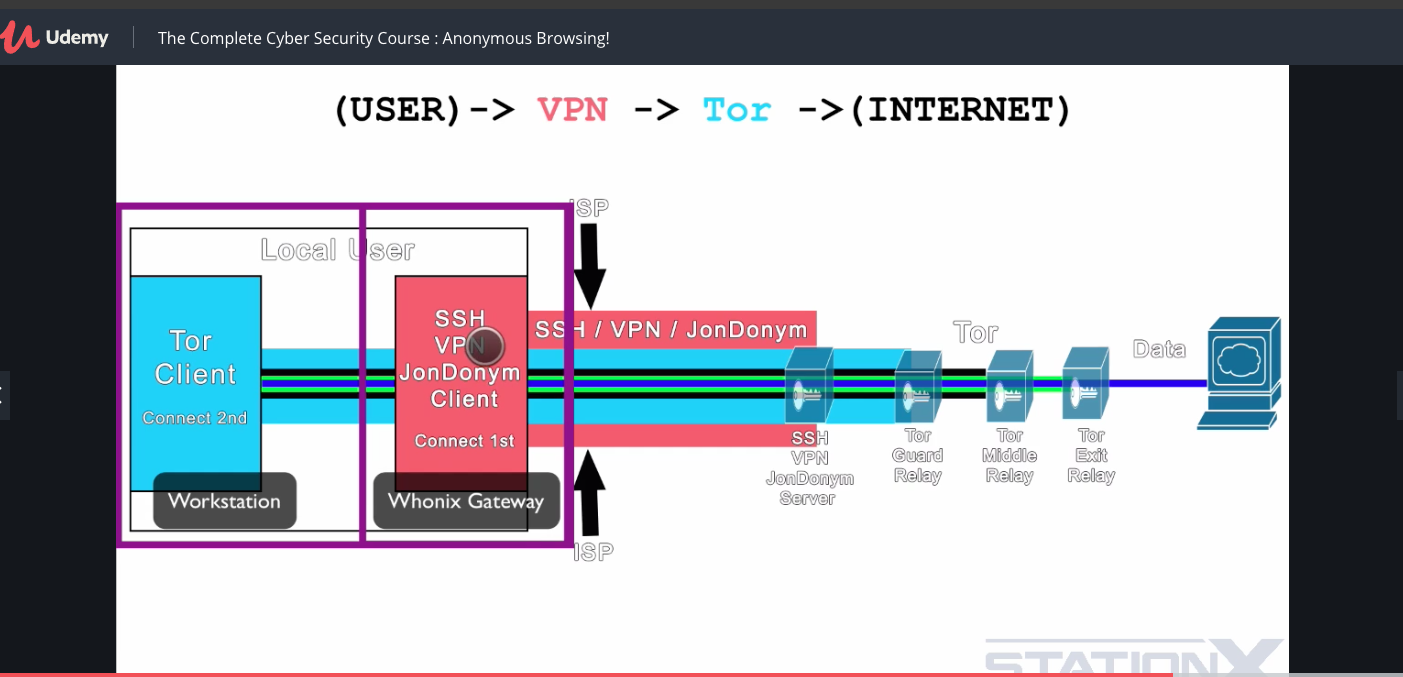 Udemy
The Complete Cyber Security Course : Anonymous Browsing!
(USER)-> VPN -> Tor ->(INTERNET)
ISP
Local User
Tor
Client
Connect 2nd
SSH
VPN
JonDonym
Client
Connect 1st
SSH / VPN / JonDonym
Tor
Data
SSH
VPN
JonDonym
Server
Tor
Guard
Relay
Tor
Middle
Relay
Tor
Exit
Relay
Workstation
Whonix Gateway
ISP
STATIONX